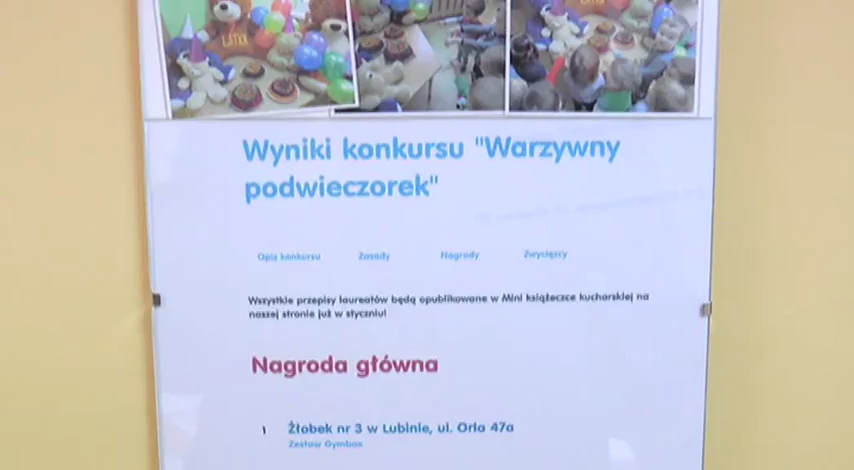 Wyniki konkursu "Warzywny
podwieczorek"
Opis konkursu Zasady Nagrody Zwycięzcy
Wszystkie przepisy laureatów będą opublikowane w Mini książeczce kucharskiej na
naszej stronie już w styczniu!
Nagroda główna
1 Żłobek nr 3 w Lubinie, ul. Orla 47a
Zestaw Gymbox